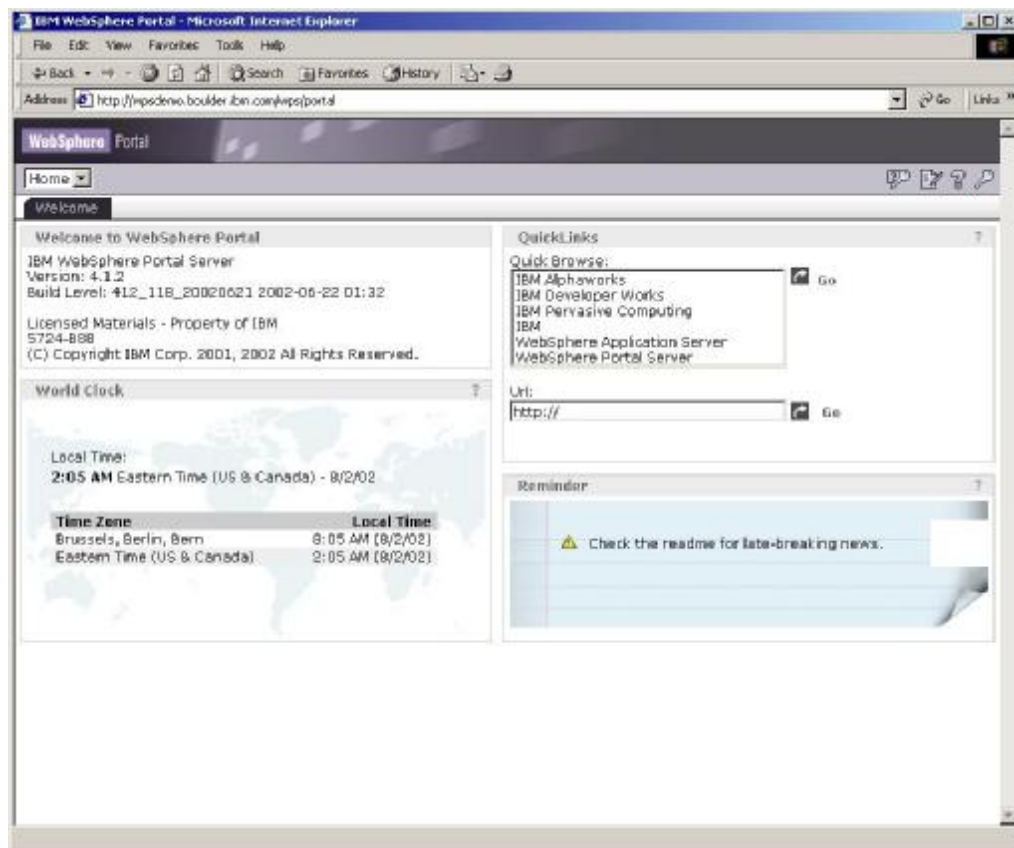 IBM WebSphere Portal - Microsoft Internet Explorer
File Edit View Favorites Tools Help
Back Search Favorites History
Address http://wpsdemo.boulder.ibm.com/wps/portal Go Links »
WebSphere Portal
Home
Welcome
Welcome to WebSphere Portal
IBM WebSphere Portal Server
Version: 4.1.2
Build Level: 412_118_20020621 2002-06-22 01:32
Licensed Materials - Property of IBM
5724-B88
(C) Copyright IBM Corp. 2001, 2002 All Rights Reserved.
World Clock ?
Local Time:
2:05 AM Eastern Time (US & Canada) - 8/2/02
Time Zone Local Time
Brussels, Berlin, Bern 8:05 AM (8/2/02)
Eastern Time (US & Canada) 2:05 AM (8/2/02)
QuickLinks ?
Quick Browse:
IBM Alphaworks
IBM Developer Works
IBM Pervasive Computing
IBM
WebSphere Application Server
WebSphere Portal Server
Go
Url:
http:// Go
Reminder ?
Check the readme for late-breaking news.